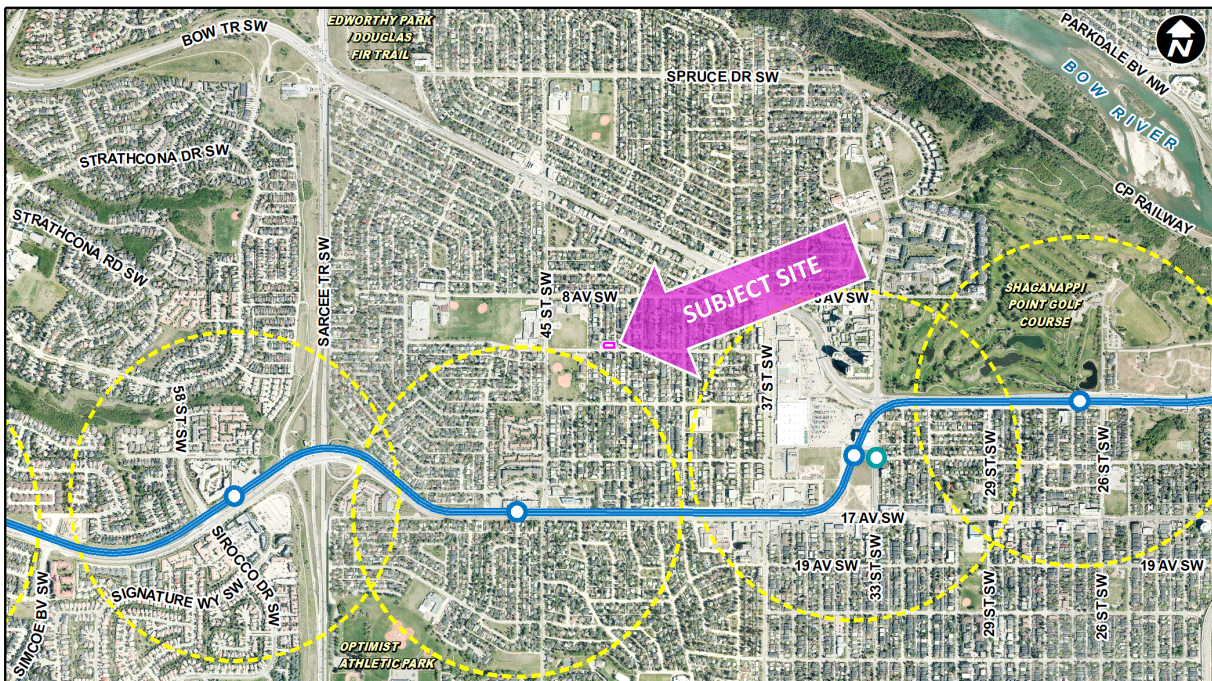 EDWORTHY PARK
/DOUGLAS
FIR TRAIL
BOW TR SW
PARKDALE BV NW
N
SPRUCE DR SW
BOW RIVER
STRATHCONA DR SW
CP RAILWAY
STRATHCONA RD SW
SARCEE TR SW
45 ST SW
8 AV SW
SUBJECT SITE
AV SW
SHAGANAPPI
POINT GOLF
COURSE
37 ST SW
58 ST SW
29 ST SW
26 ST SW
17 AV SW
SIROCCO DR SW
SIGNATURE WY SW
SIMCOE BV SW
33 ST SW
19 AV SW
19 AV SW
29 ST SW
26 ST SW
OPTIMIST
ATHLETIC PARK